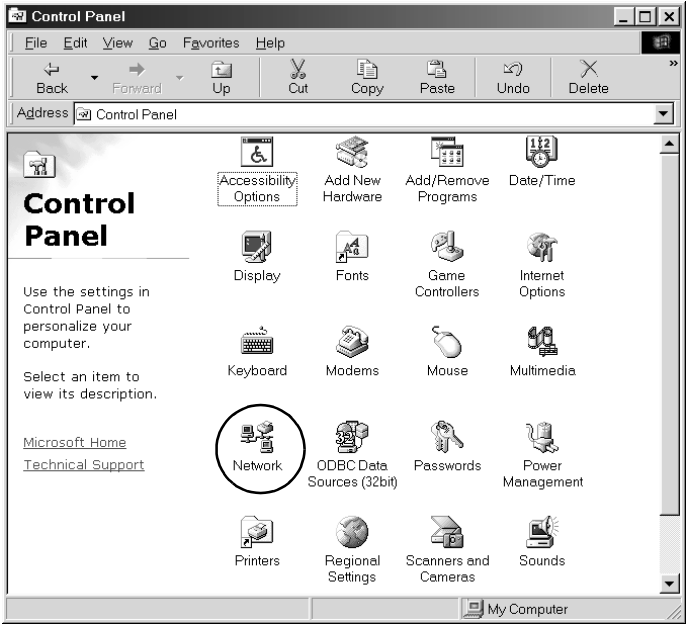 Control Panel
File Edit View Go Favorites Help
Back Forward Up Cut Copy Paste Undo Delete »
Address Control Panel
Control
Panel
Use the settings in
Control Panel to
personalize your
computer.
Select an item to
view its description.
Microsoft Home
Technical Support
Accessibility
Options
Add New
Hardware
Add/Remove
Programs
Date/Time
Display
Fonts
Game
Controllers
Internet
Options
Keyboard
Modems
Mouse
Multimedia
Network
ODBC Data
Sources (32bit)
Passwords
Power
Management
Printers
Regional
Settings
Scanners and
Cameras
Sounds
My Computer